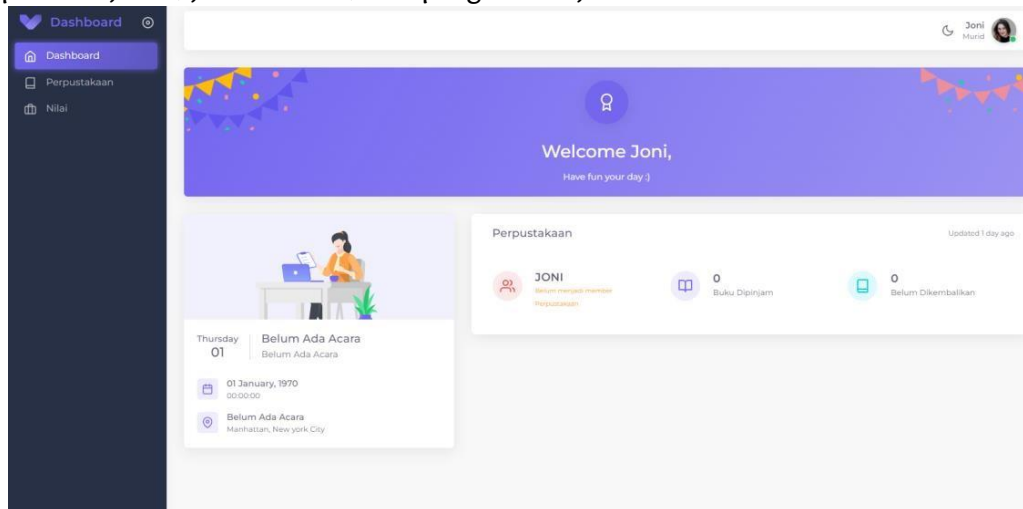 Dashboard
Dashboard
Perpustakaan
Nilai
Joni
Murid
Welcome Joni,
Have fun your day :)
Thursday
01
Belum Ada Acara
Belum Ada Acara
01 January, 1970
00:00:00
Belum Ada Acara
Manhattan, New york City
Perpustakaan
Updated 1 day ago
JONI
Belum menjadi member
Perpustakaan
0
Buku Dipinjam
0
Belum Dikembalikan